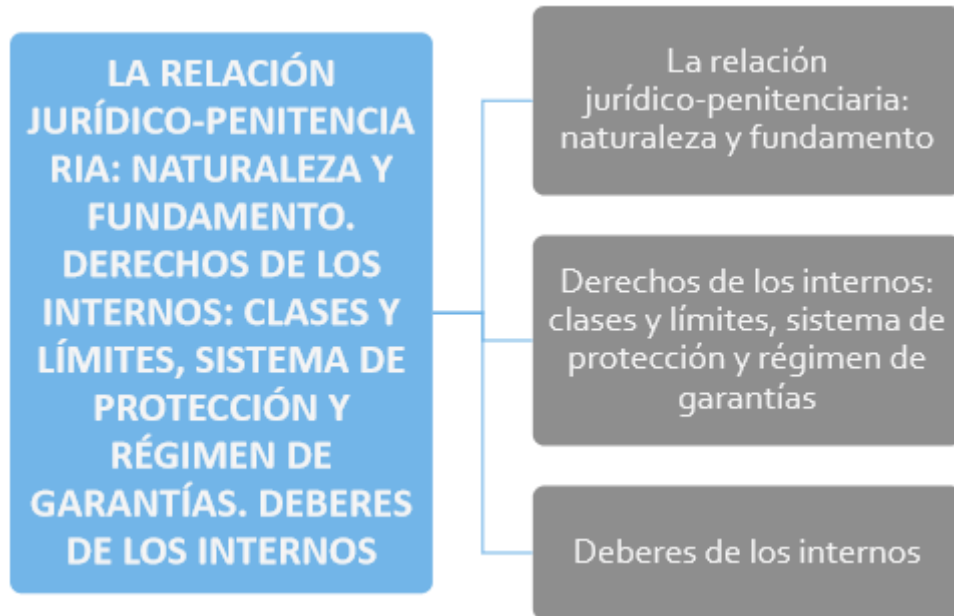 LA RELACIÓN
JURÍDICO-PENITENCIA
RIA: NATURALEZA Y
FUNDAMENTO.
DERECHOS DE LOS
INTERNOS: CLASES Y
LÍMITES, SISTEMA DE
PROTECCIÓN Y
RÉGIMEN DE
GARANTÍAS. DEBERES
DE LOS INTERNOS
La relación
jurídico-penitenciaria:
naturaleza y fundamento
Derechos de los internos:
clases y límites, sistema de
protección y régimen de
garantías
Deberes de los internos